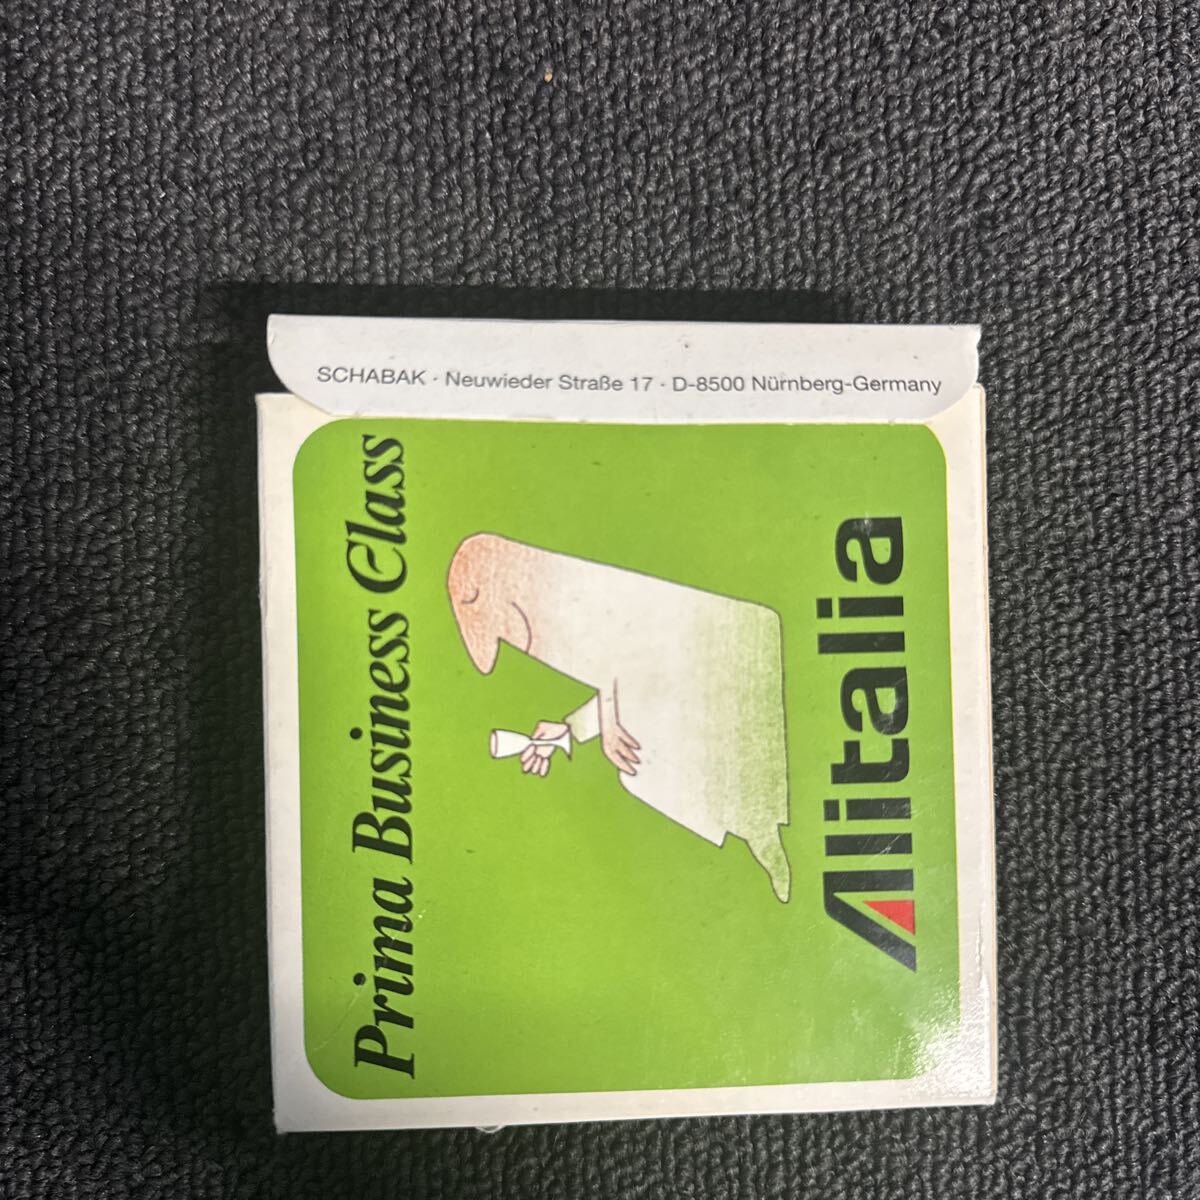 SCHABAK · Neuwieder Straße 17 · D-8500 Nürnberg-Germany
Prima Business Class
Alitalia